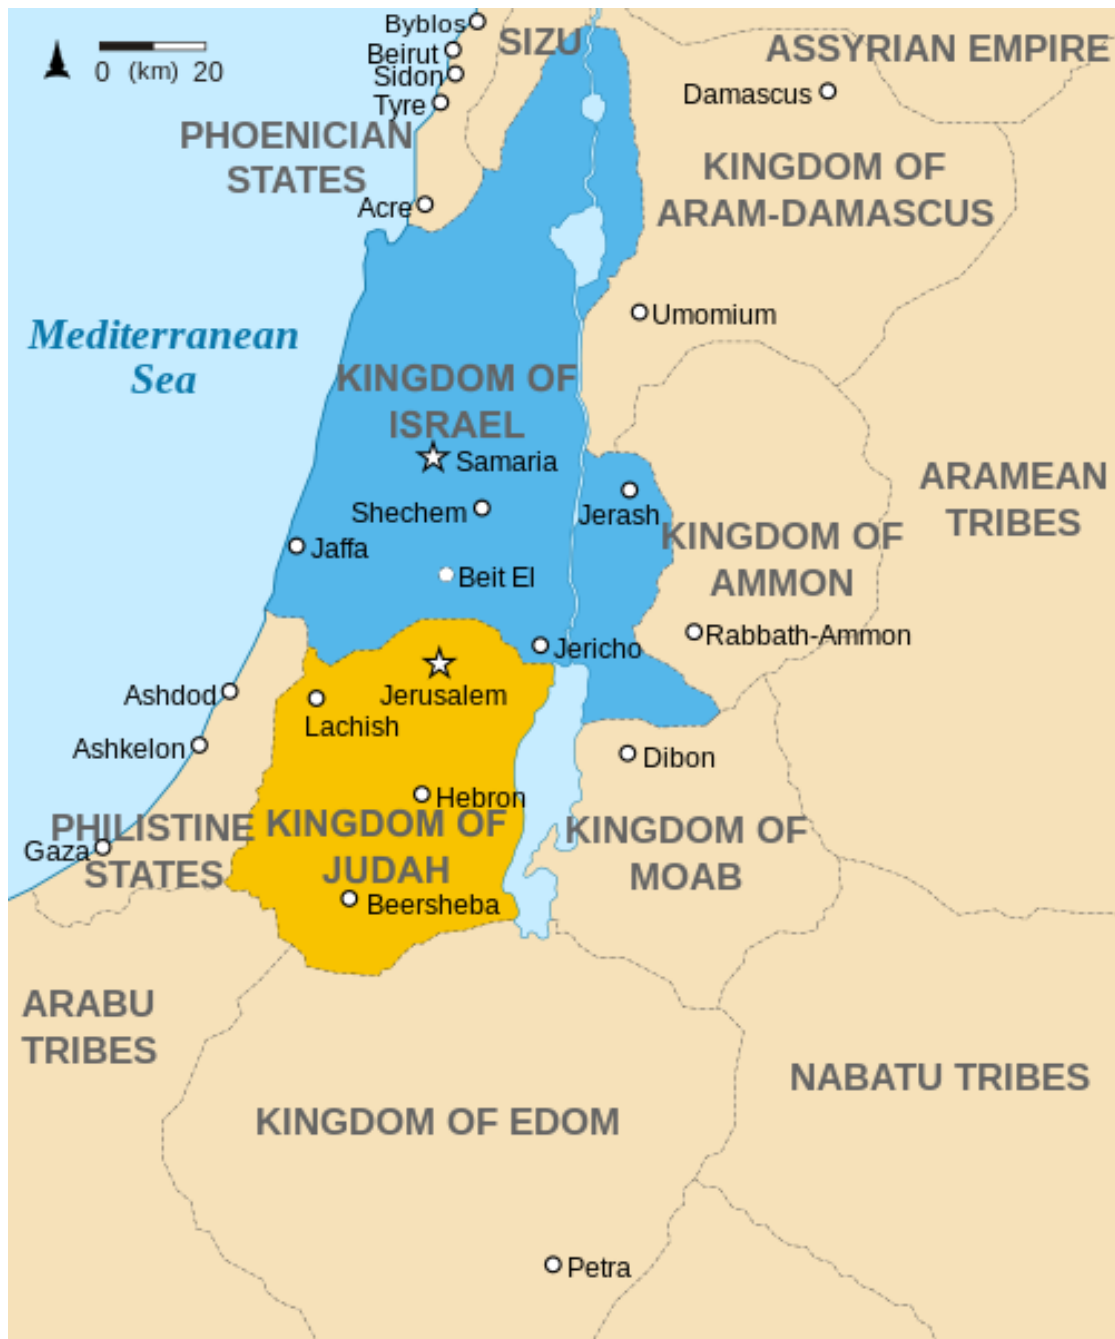 Byblos
SIZU
Beirut
ASSYRIAN EMPIRE
0 (km) 20
Sidon
Damascus
Tyre
PHOENICIAN
STATES
KINGDOM OF
ARAM-DAMASCUS
Acre
Umomium
Mediterranean
Sea
KINGDOM OF
ISRAEL
Samaria
ARAMEAN
TRIBES
Shechem
Jerash
KINGDOM OF
AMMON
Jaffa
Beit El
Rabbath-Ammon
Jericho
Jerusalem
Ashdod
Lachish
Ashkelon
Dibon
Hebron
PHILISTINE
STATES
KINGDOM OF
JUDAH
KINGDOM OF
MOAB
Gaza
Beersheba
ARABU
TRIBES
NABATU TRIBES
KINGDOM OF EDOM
Petra